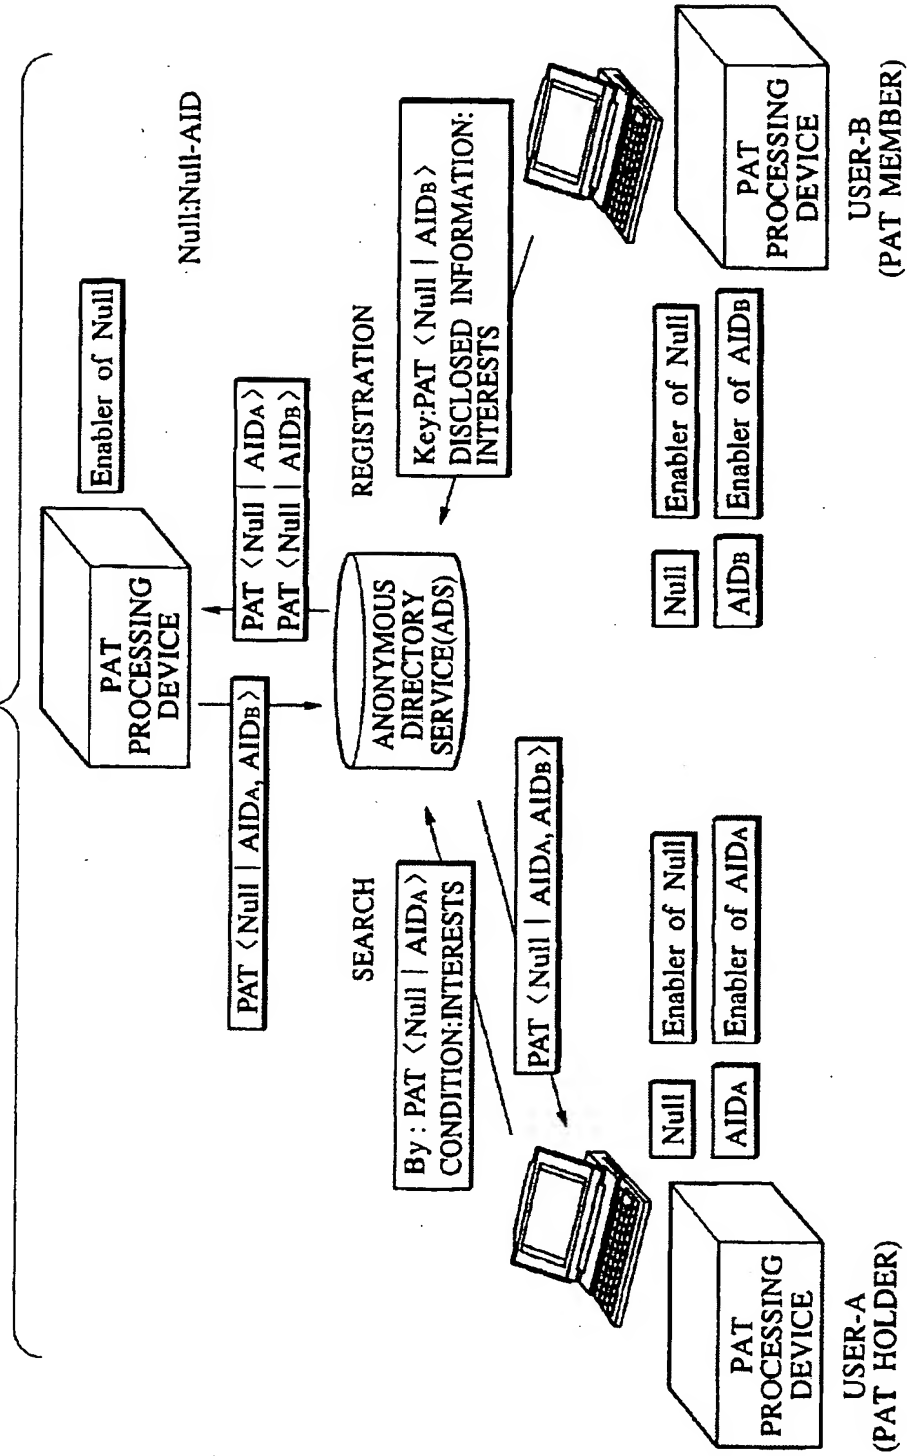 Null:Null-AID
Enabler of Null
PAT
PROCESSING
DEVICE
PAT 〈Null | AIDA, AIDB〉
PAT 〈Null | AIDA〉
PAT 〈Null | AIDB〉
ANONYMOUS
DIRECTORY
SERVICE(ADS)
SEARCH
By : PAT 〈Null | AIDA〉
CONDITION:INTERESTS
PAT 〈Null | AIDA, AIDB〉
REGISTRATION
Key:PAT 〈Null | AIDB〉
DISCLOSED INFORMATION:
INTERESTS
PAT
PROCESSING
DEVICE
USER-A
(PAT HOLDER)
Null
Enabler of Null
AIDA
Enabler of AIDA
Null
Enabler of Null
AIDB
Enabler of AIDB
PAT
PROCESSING
DEVICE
USER-B
(PAT MEMBER)